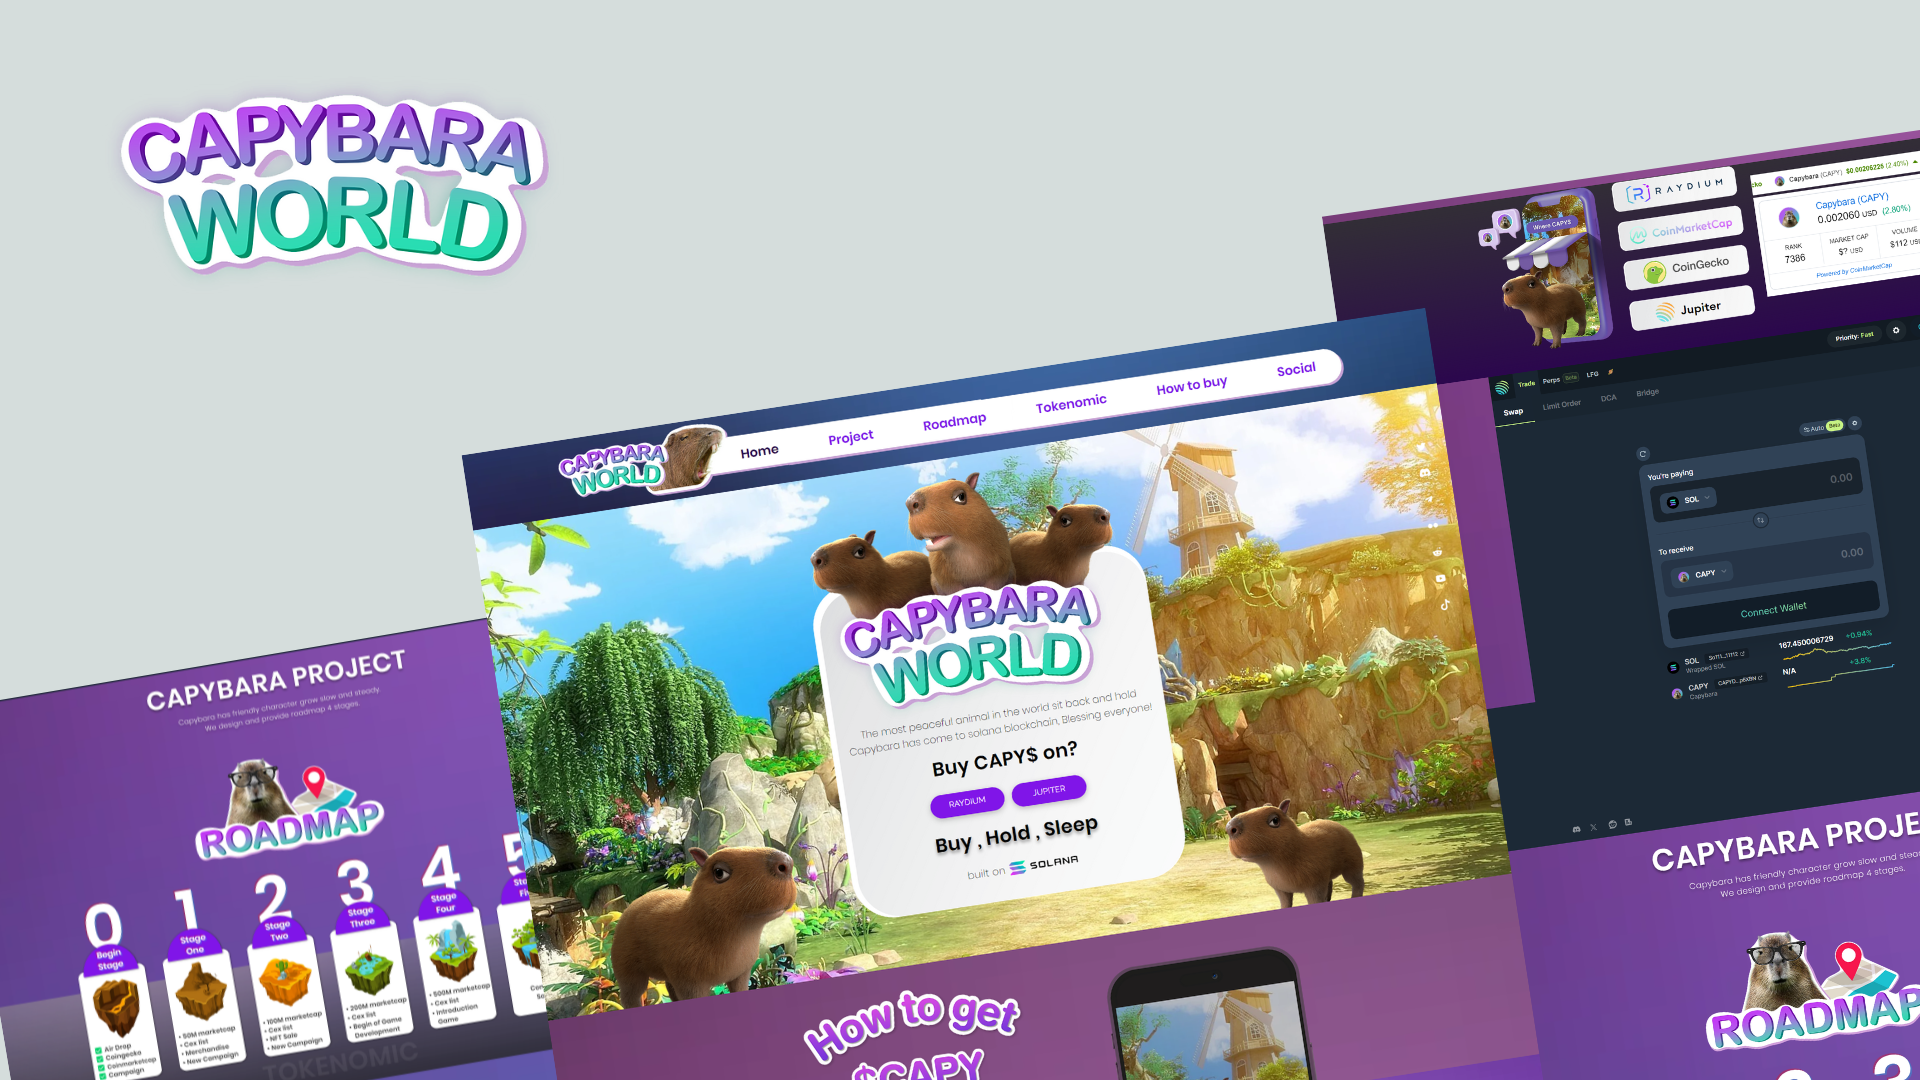 CAPYBARA
WORLD
CAPYBARA PROJECT
Capybara has friendly character grow slow and steady.
We design and provide roadmap 4 stages.
ROADMAP
0
Begin
Stage
Air Drop
Coingecko
Coinmarketcap
Campaign
1
Stage
One
• 50M marketcap
• Cex list
• Merchandise
• New Campaign
2
Stage
Two
• 100M marketcap
• Cex list
• NFT Sale
• New Campaign
3
Stage
Three
• 200M marketcap
• Cex list
• Begin of Game
Development
4
Stage
Four
• 500M marketcap
• Cex list
• Introduction
Game
TOKENOMIC
CAPYBARA
WORLD
Home
Project
Roadmap
Tokenomic
How to buy
Social
CAPYBARA
WORLD
The most peaceful animal in the world sit back and hold
Capybara has come to solana blockchain, Blessing everyone!
Buy CAPY$ on?
RAYDIUM
JUPITER
Buy , Hold , Sleep
built on SOLANA
How to get
$CAPY
Where CAPYS
RAYDIUM
CoinMarketCap
CoinGecko
Jupiter
Capybara (CAPY) $0.00206226 (2.40%)
Capybara (CAPY)
0.002060 USD (2.80%)
RANK
7386
MARKET CAP
$? USD
VOLUME
$112 USD
Powered by CoinMarketCap
Priority: Fast
Trade
Perps Beta
LFG
Swap
Limit Order
DCA
Bridge
Auto Beta
You're paying
SOL
0.00
To receive
CAPY
0.00
Connect Wallet
SOL
Wrapped SOL
167.450006729
+0.94%
CAPY
Capybara
N/A
+3.8%
CAPYBARA PROJE
Capybara has friendly character grow slow and stea
We design and provide roadmap 4 stages.
ROADMAP